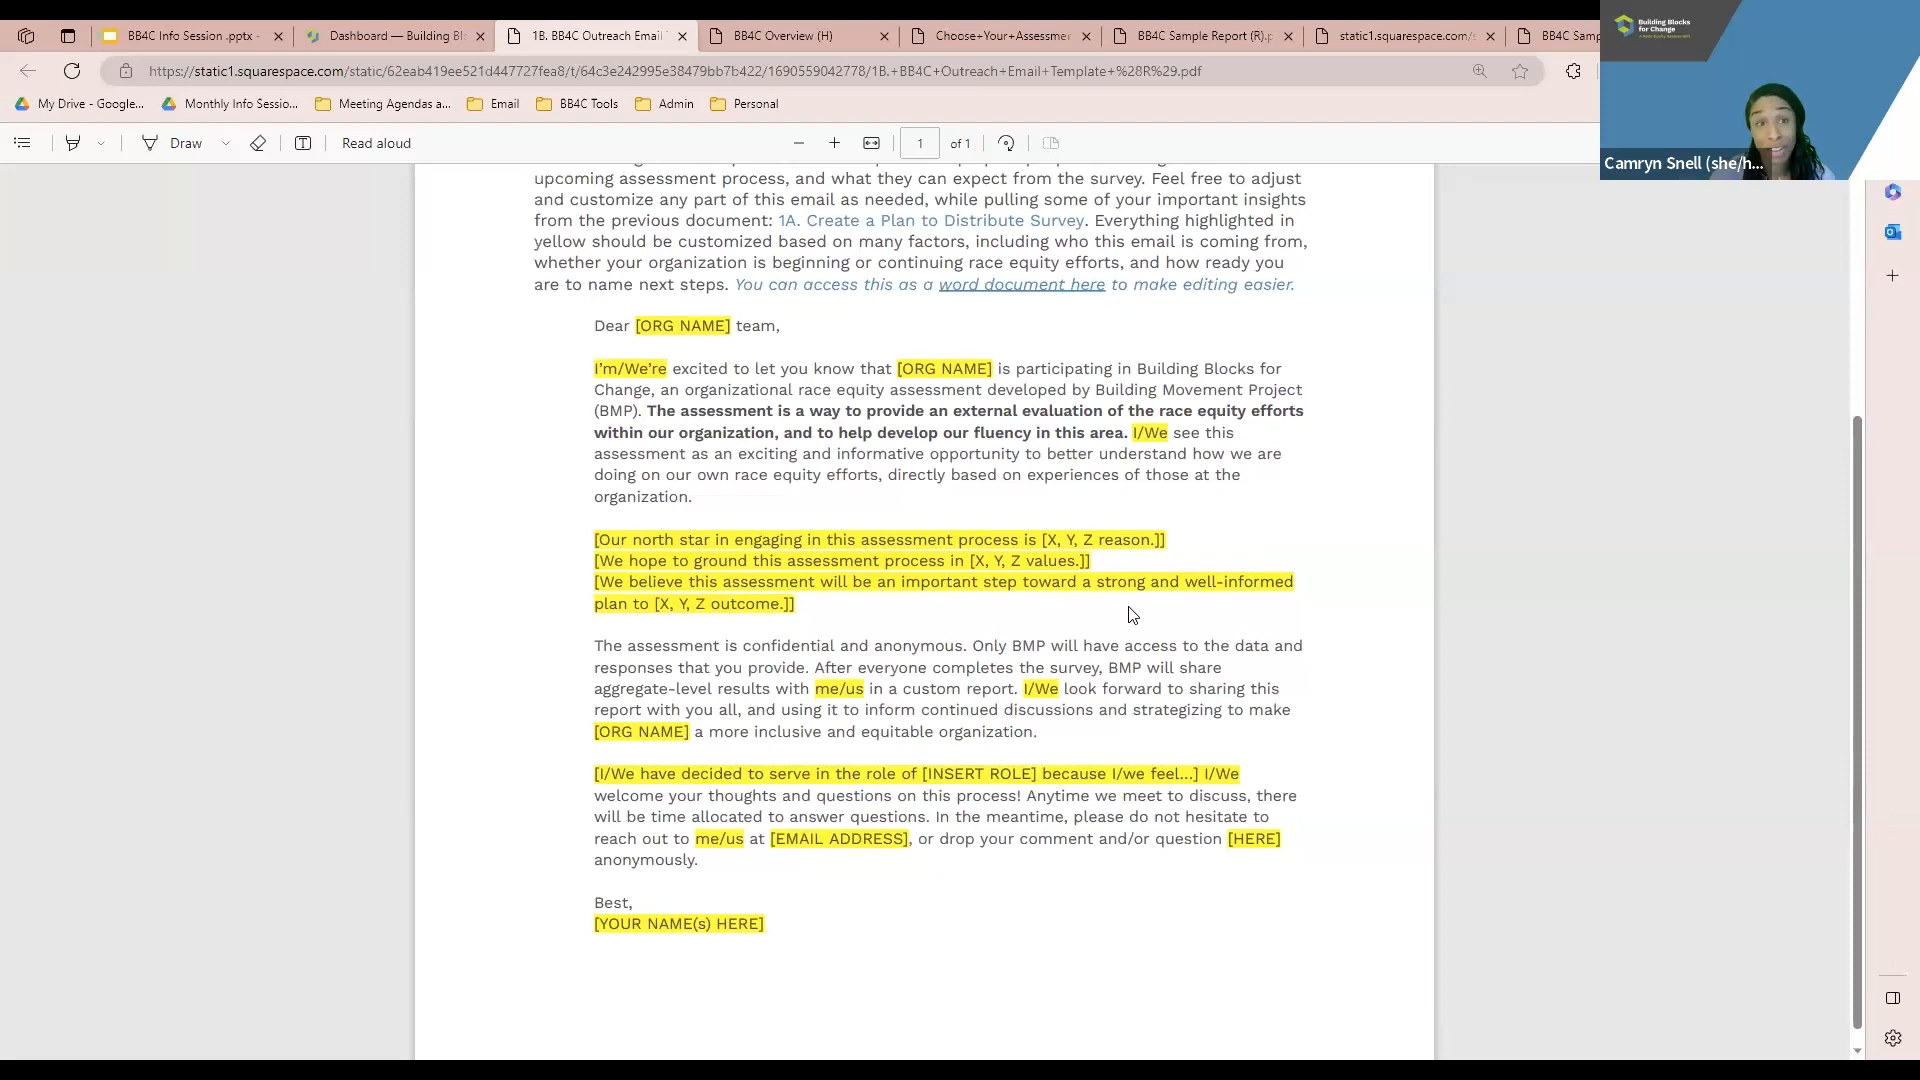 BB4C Info Session .pptx -
Dashboard — Building Bl
1B. BB4C Outreach Email
BB4C Overview (H)
Choose+Your+Assessmen
BB4C Sample Report (R).p
static1.squarespace.com/s
BB4C Samp
Building Blocks
for Change
https://static1.squarespace.com/static/62eab419ee521d447727fea8/t/64c3e242995e38479bb7b422/1690559042778/1B.+BB4C+Outreach+Email+Template+%28R%29.pdf
My Drive - Google...
Monthly Info Sessio...
Meeting Agendas a...
Email
BB4C Tools
Admin
Personal
Draw
Read aloud
1
of 1
Camryn Snell (she/h...
upcoming assessment process, and what they can expect from the survey. Feel free to adjust
and customize any part of this email as needed, while pulling some of your important insights
from the previous document: 1A. Create a Plan to Distribute Survey. Everything highlighted in
yellow should be customized based on many factors, including who this email is coming from,
whether your organization is beginning or continuing race equity efforts, and how ready you
are to name next steps. You can access this as a word document here to make editing easier.
Dear [ORG NAME] team,
I'm/We're excited to let you know that [ORG NAME] is participating in Building Blocks for
Change, an organizational race equity assessment developed by Building Movement Project
(BMP). The assessment is a way to provide an external evaluation of the race equity efforts
within our organization, and to help develop our fluency in this area. I/We see this
assessment as an exciting and informative opportunity to better understand how we are
doing on our own race equity efforts, directly based on experiences of those at the
organization.
[Our north star in engaging in this assessment process is [X, Y, Z reason.]]
[We hope to ground this assessment process in [X, Y, Z values.]]
[We believe this assessment will be an important step toward a strong and well-informed
plan to [X, Y, Z outcome.]]
The assessment is confidential and anonymous. Only BMP will have access to the data and
responses that you provide. After everyone completes the survey, BMP will share
aggregate-level results with me/us in a custom report. I/We look forward to sharing this
report with you all, and using it to inform continued discussions and strategizing to make
[ORG NAME] a more inclusive and equitable organization.
[I/We have decided to serve in the role of [INSERT ROLE] because I/we feel...] I/We
welcome your thoughts and questions on this process! Anytime we meet to discuss, there
will be time allocated to answer questions. In the meantime, please do not hesitate to
reach out to me/us at [EMAIL ADDRESS], or drop your comment and/or question [HERE]
anonymously.
Best,
[YOUR NAME(s) HERE]